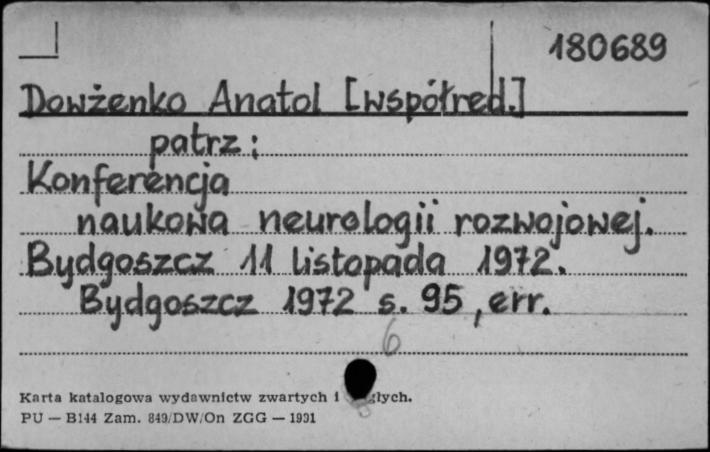 180689
Dowżenko Anatol [współred.]
patrz:
Konferencja
naukowa neurologii rozwojowej.
Bydgoszcz 11 listopada 1972.
Bydgoszcz 1972 s. 95, err.
6
Karta katalogowa wydawnictw zwartych i
PU — B144 Zam. 849/DW/On ZGG — 1991